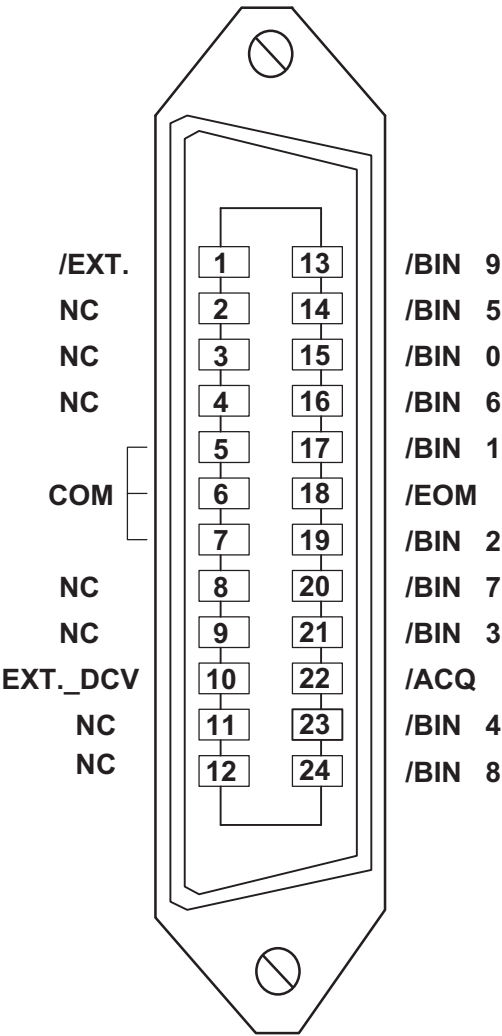 /EXT. 1 13 /BIN 9
NC 2 14 /BIN 5
NC 3 15 /BIN 0
NC 4 16 /BIN 6
5 17 /BIN 1
COM 6 18 /EOM
7 19 /BIN 2
NC 8 20 /BIN 7
NC 9 21 /BIN 3
EXT._DCV 10 22 /ACQ
NC 11 23 /BIN 4
NC 12 24 /BIN 8